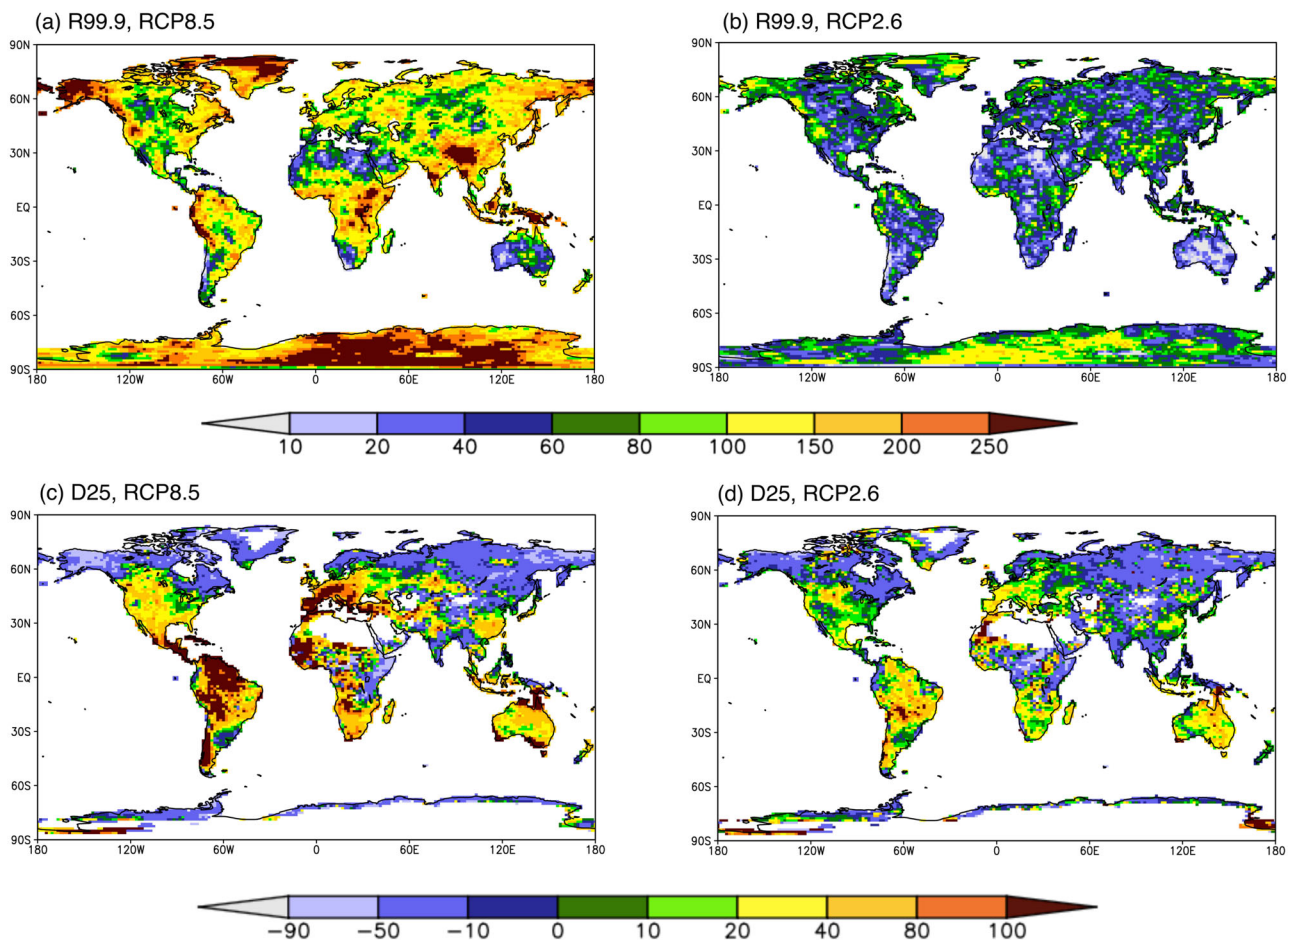 (a) R99.9, RCP8.5
(b) R99.9, RCP2.6
90N
60N
30N
EQ
30S
60S
90S
180
120W
60W
0
60E
120E
180
90N
60N
30N
EQ
30S
60S
90S
180
120W
60W
0
60E
120E
180
10 20 40 60 80 100 150 200 250
(c) D25, RCP8.5
(d) D25, RCP2.6
90N
60N
30N
EQ
30S
60S
90S
180
120W
60W
0
60E
120E
180
90N
60N
30N
EQ
30S
60S
90S
180
120W
60W
0
60E
120E
180
−90 −50 −10 0 10 20 40 80 100